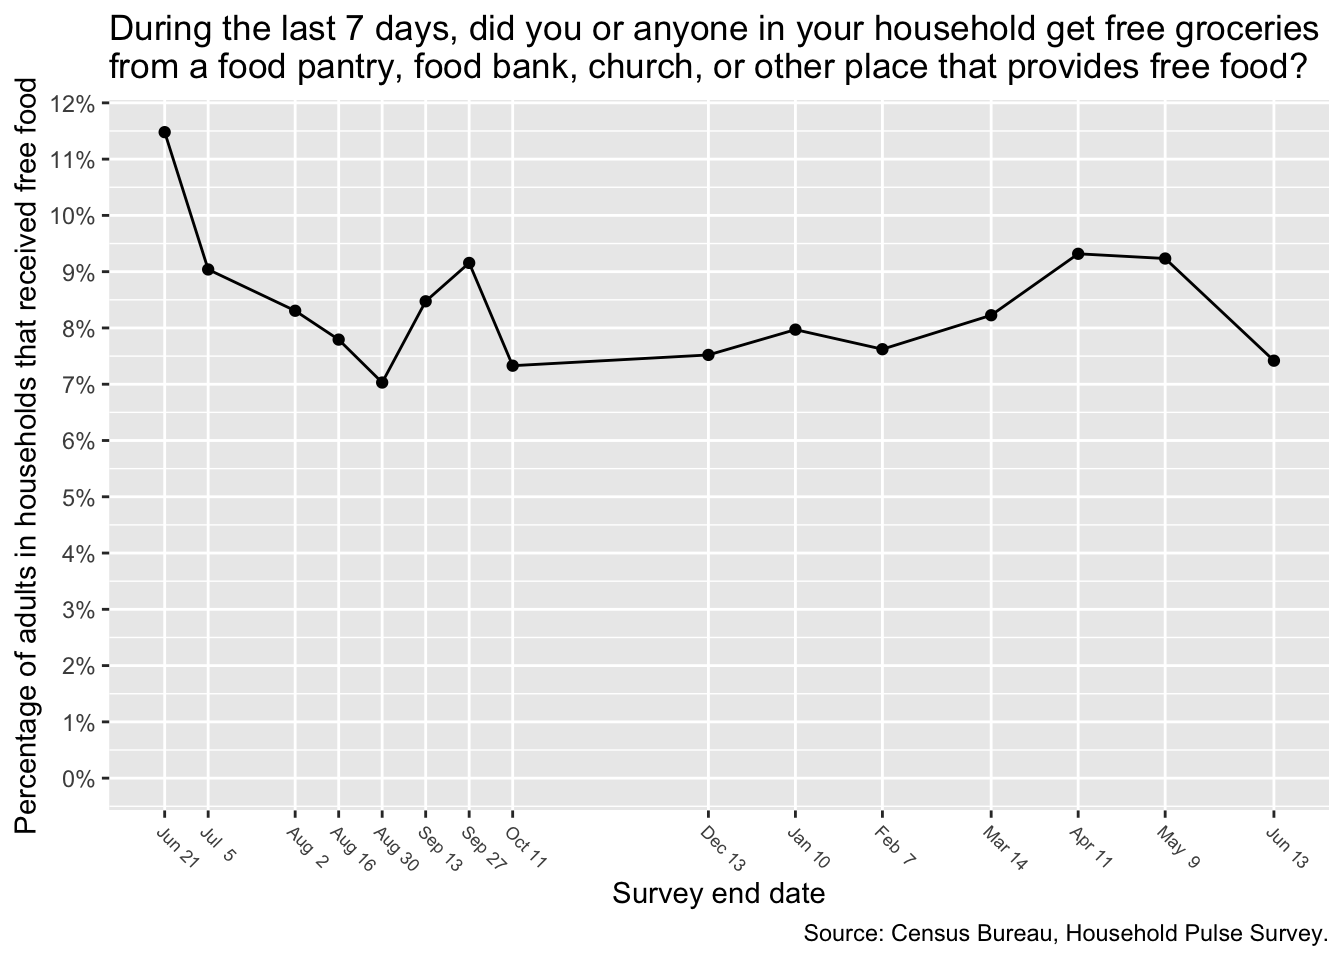 During the last 7 days, did you or anyone in your household get free groceries
from a food pantry, food bank, church, or other place that provides free food?
Percentage of adults in households that received free food
12%
11%
10%
9%
8%
7%
6%
5%
4%
3%
2%
1%
0%
Jun 21
Jul 5
Aug 2
Aug 16
Aug 30
Sep 13
Sep 27
Oct 11
Dec 13
Jan 10
Feb 7
Mar 14
Apr 11
May 9
Jun 13
Survey end date
Source: Census Bureau, Household Pulse Survey.